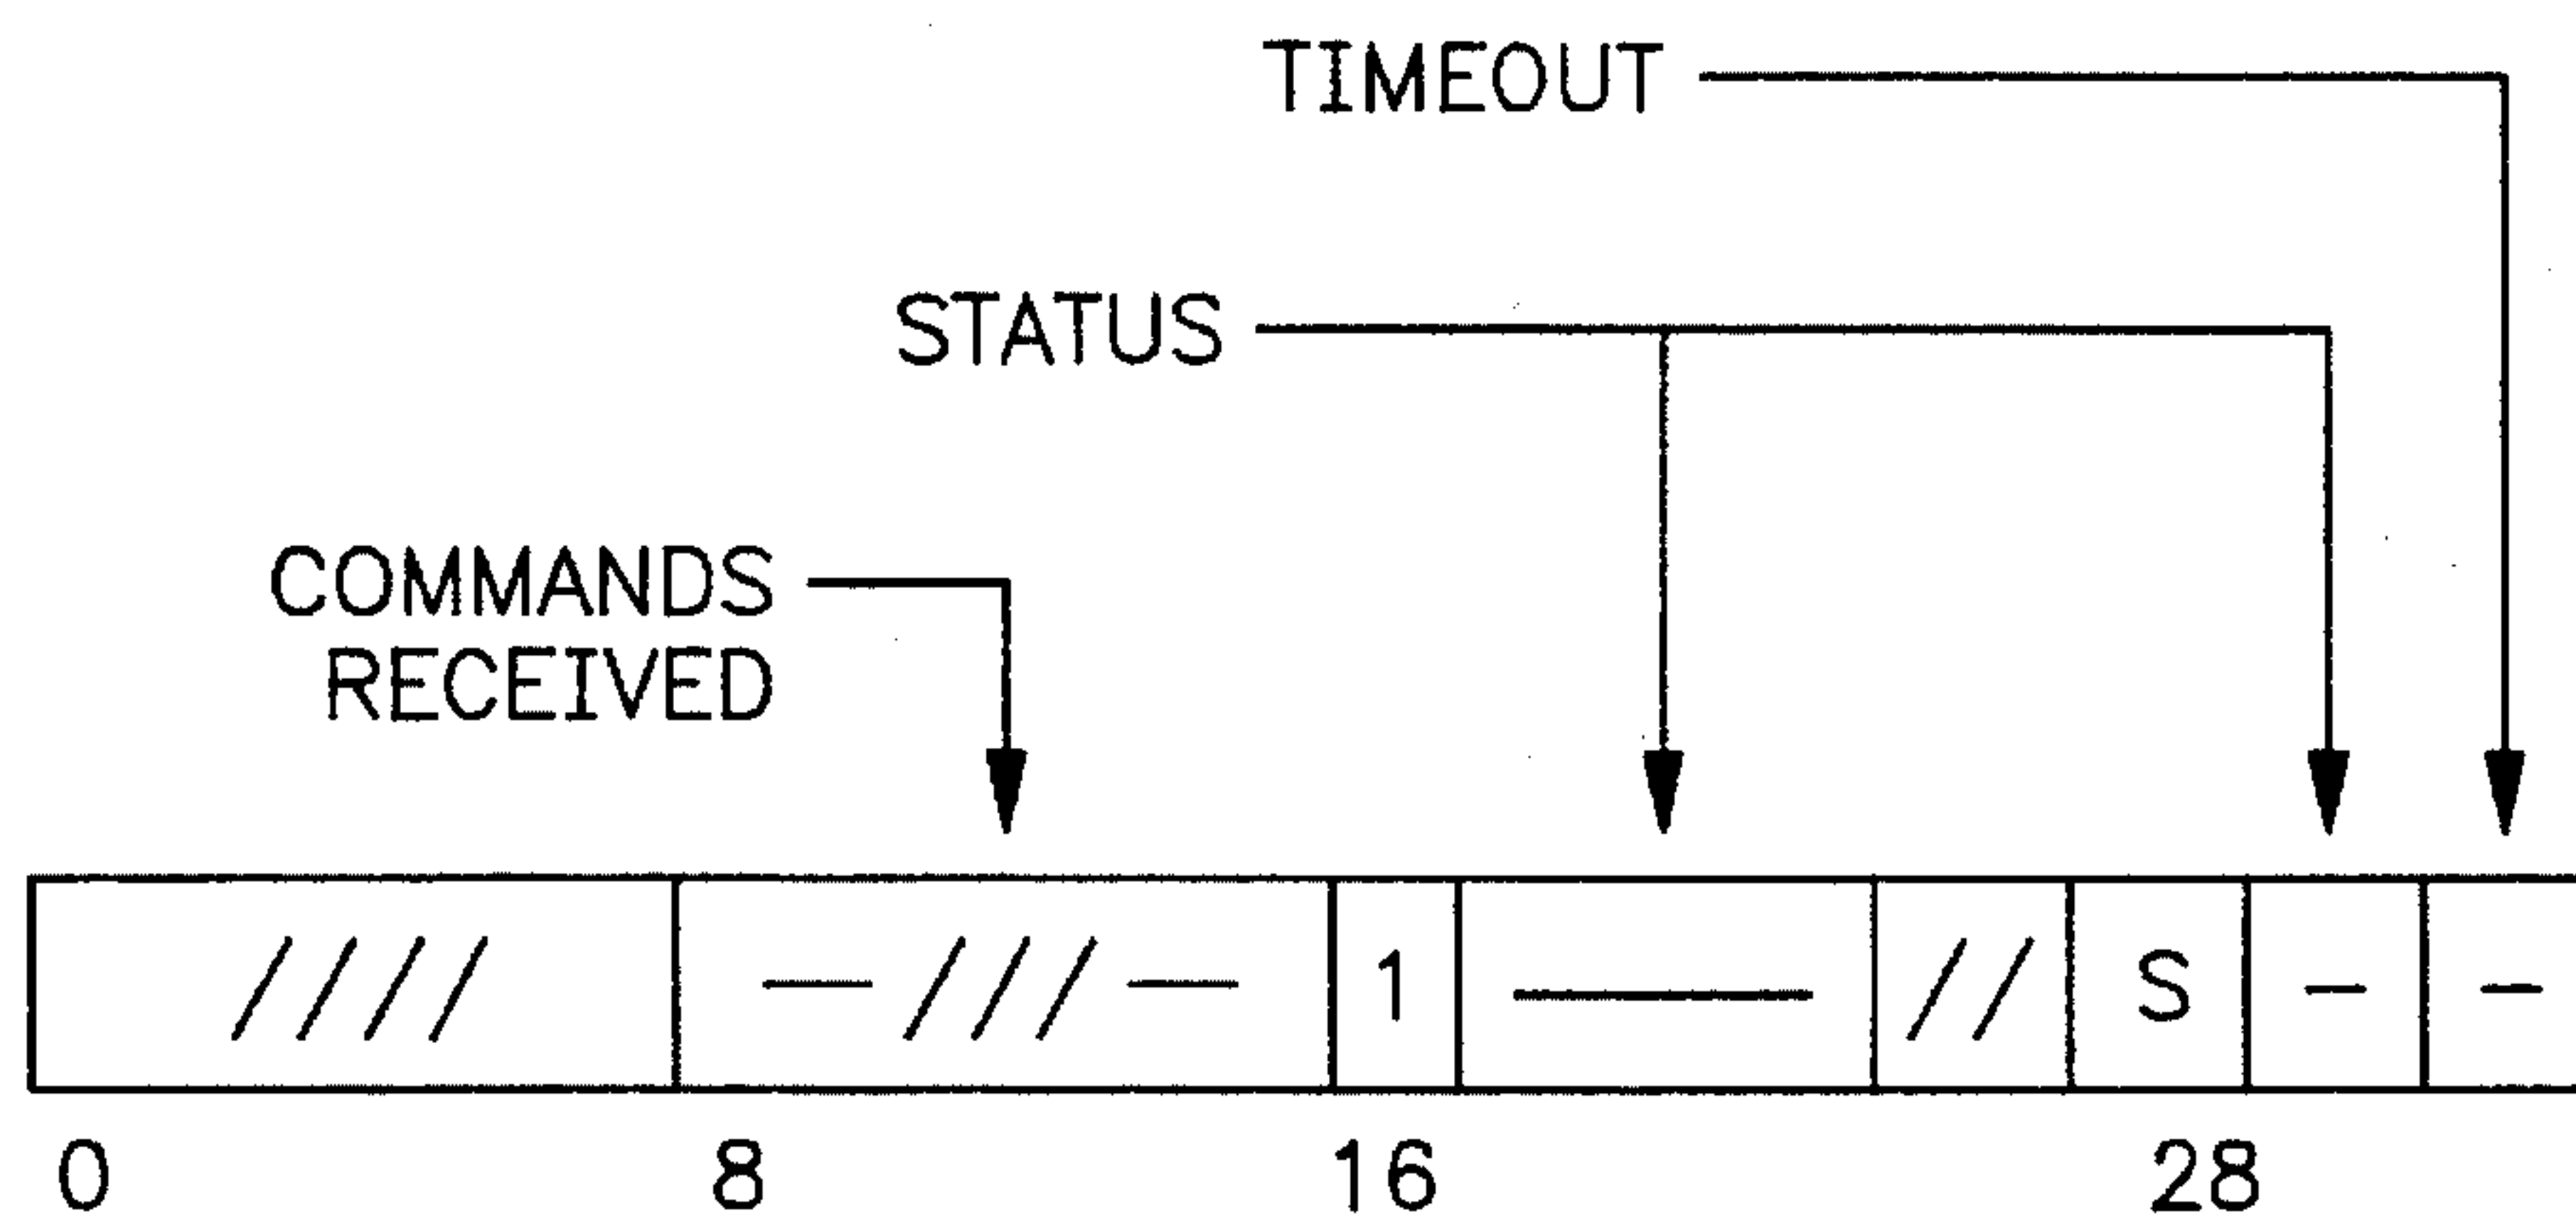 TIMEOUT
STATUS
COMMANDS
RECEIVED
//// —///— 1 — // S - -
0 8 16 28